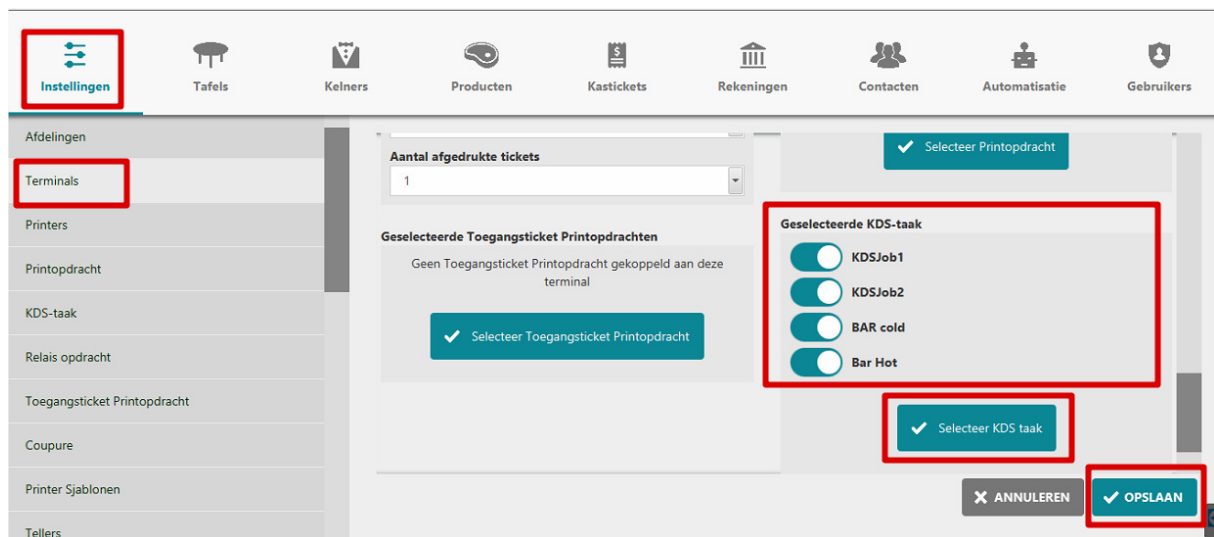 Instellingen
Tafels
Kelners
Producten
Kastickets
Rekeningen
Contacten
Automatisatie
Gebruikers
Afdelingen
Terminals
Printers
Printopdracht
KDS-taak
Relais opdracht
Toegangsticket Printopdracht
Coupure
Printer Sjablonen
Tellers
Aantal afgedrukte tickets
1
Geselecteerde Toegangsticket Printopdrachten
Geen Toegangsticket Printopdracht gekoppeld aan deze
terminal
Selecteer Toegangsticket Printopdracht
Selecteer Printopdracht
Geselecteerde KDS-taak
KDSJob1
KDSJob2
BAR cold
Bar Hot
Selecteer KDS taak
ANNULEREN
OPSLAAN